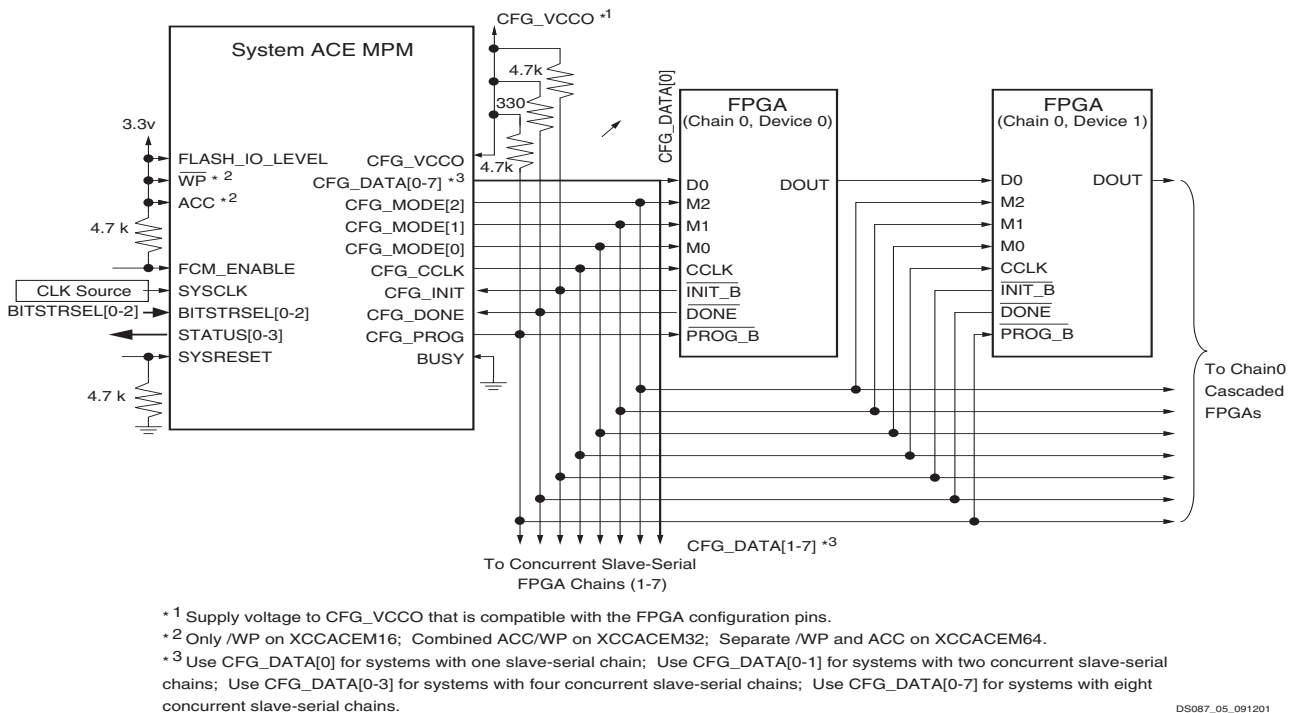 CFG_VCCO *1
System ACE MPM
4.7k
330
4.7k
CFG_DATA[0]
3.3v
FLASH_IO_LEVEL
WP * 2
ACC *2
4.7 k
FCM_ENABLE
CLK Source
SYSCLK
BITSTRSEL[0-2]
BITSTRSEL[0-2]
STATUS[0-3]
SYSRESET
4.7 k
CFG_VCCO
CFG_DATA[0-7] *3
CFG_MODE[2]
CFG_MODE[1]
CFG_MODE[0]
CFG_CCLK
CFG_INIT
CFG_DONE
CFG_PROG
BUSY
FPGA
(Chain 0, Device 0)
D0
DOUT
M2
M1
M0
CCLK
INIT_B
DONE
PROG_B
FPGA
(Chain 0, Device 1)
D0
DOUT
M2
M1
M0
CCLK
INIT_B
DONE
PROG_B
To Chain0
Cascaded
FPGAs
CFG_DATA[1-7] *3
To Concurrent Slave-Serial
FPGA Chains (1-7)
*1 Supply voltage to CFG_VCCO that is compatible with the FPGA configuration pins.
*2 Only /WP on XCCACEM16; Combined ACC/WP on XCCACEM32; Separate /WP and ACC on XCCACEM64.
*3 Use CFG_DATA[0] for systems with one slave-serial chain; Use CFG_DATA[0-1] for systems with two concurrent slave-serial
chains; Use CFG_DATA[0-3] for systems with four concurrent slave-serial chains; Use CFG_DATA[0-7] for systems with eight
concurrent slave-serial chains.
DS087_05_091201